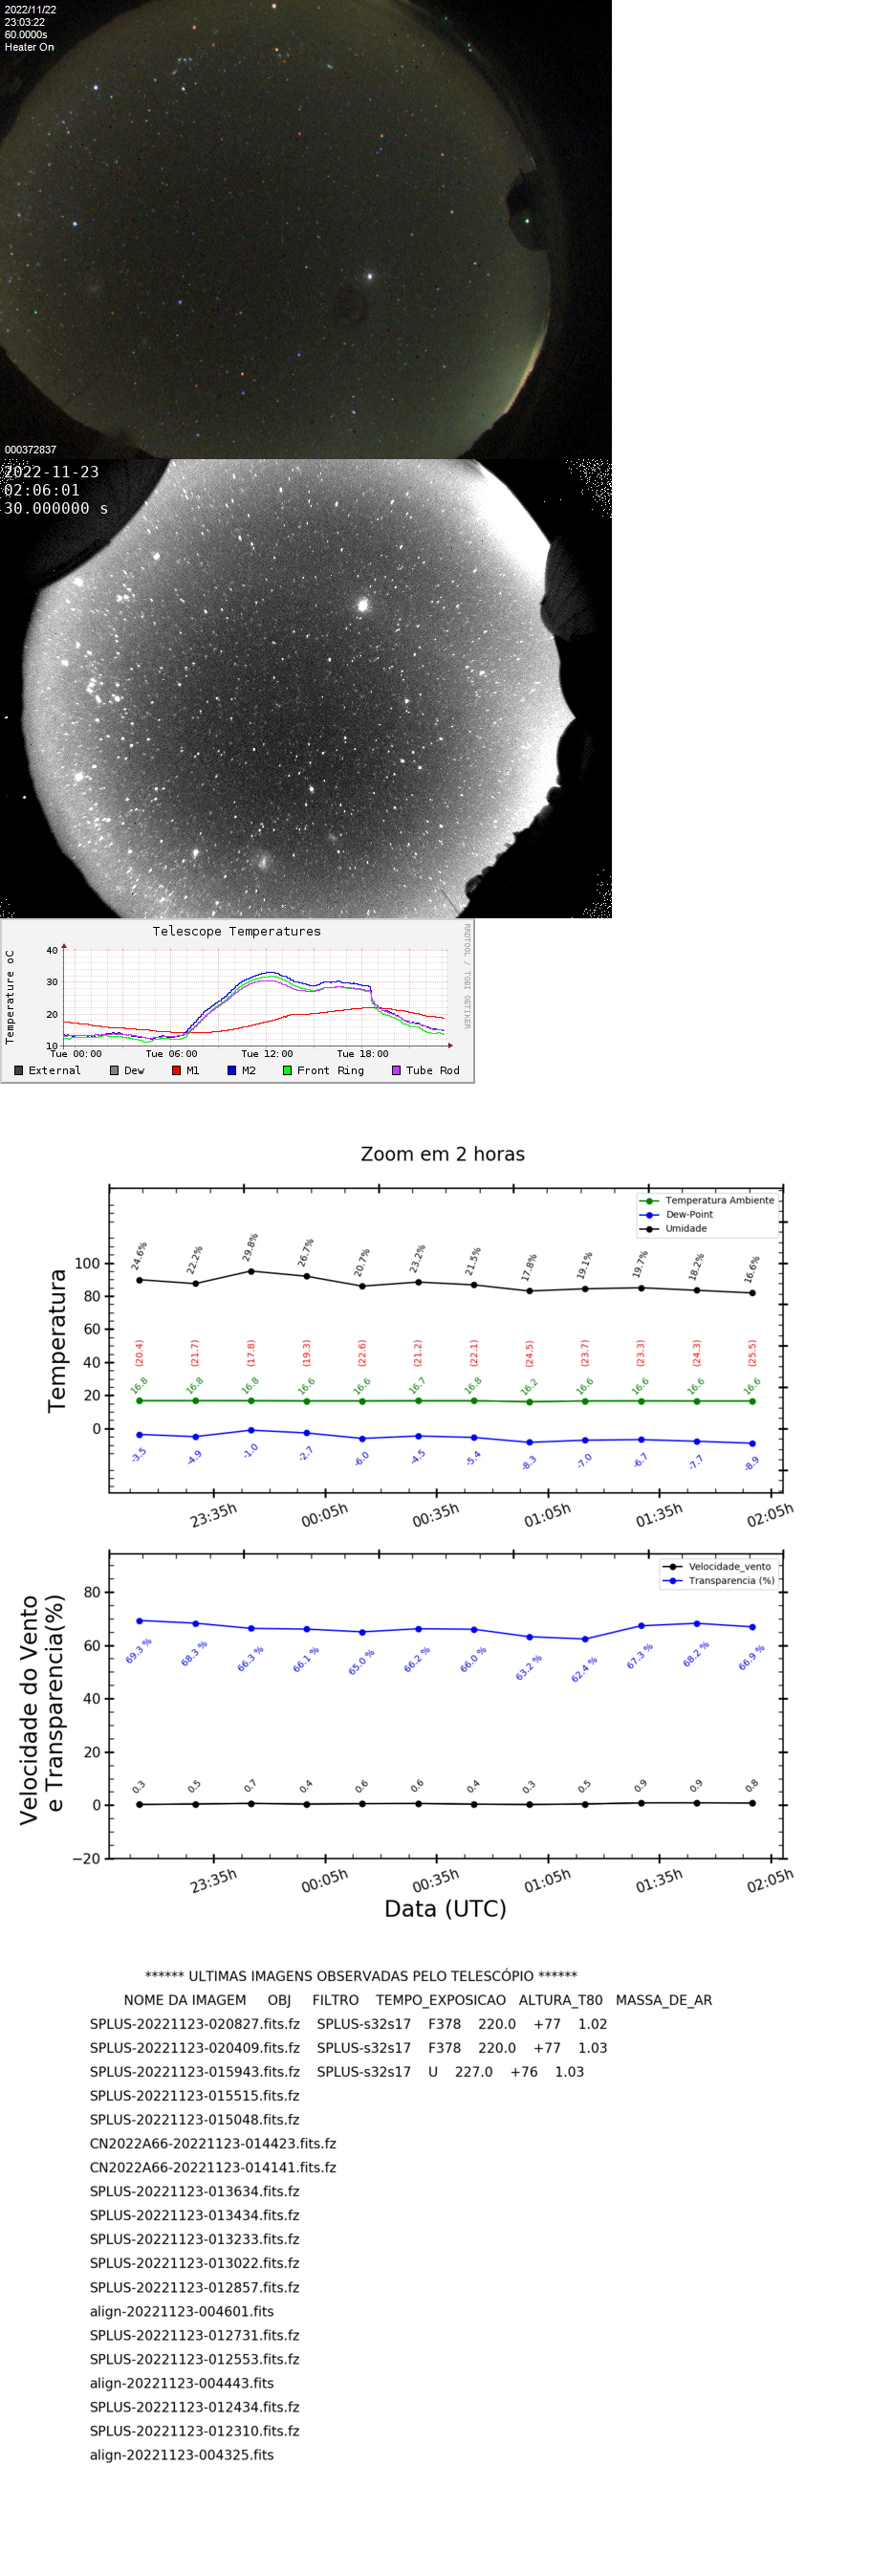 2022/11/22
23:03:22
60.0000s
Heater On
000372837
2022-11-23
02:06:01
30.000000 s
Telescope Temperatures
RRDTOOL / TOBI OETIKER
Temperature oC
40
30
20
10
Tue 00:00 Tue 06:00 Tue 12:00 Tue 18:00
External Dew M1 M2 Front Ring Tube Rod
Zoom em 2 horas
Temperatura Ambiente
Dew-Point
Umidade
Temperatura
100
80
60
40
20
0
24.6% 22.2% 29.8% 26.7% 20.7% 23.2% 21.5% 17.8% 19.1% 19.7% 18.2% 16.6%
(20.4) (21.7) (17.8) (19.3) (22.6) (21.2) (22.1) (24.5) (23.7) (23.3) (24.3) (25.5)
16.8 16.8 16.8 16.6 16.6 16.7 16.8 16.2 16.6 16.6 16.6 16.6
-3.5 -4.9 -1.0 -2.7 -6.0 -4.5 -5.4 -8.3 -7.0 -6.7 -7.7 -8.9
23:35h 00:05h 00:35h 01:05h 01:35h 02:05h
Velocidade_vento
Transparencia (%)
Velocidade do Vento
e Transparencia(%)
80
60
40
20
0
−20
69.3 % 68.3 % 66.3 % 66.1 % 65.0 % 66.2 % 66.0 % 63.2 % 62.4 % 67.3 % 68.2 % 66.9 %
0.3 0.5 0.7 0.4 0.6 0.6 0.4 0.3 0.5 0.9 0.9 0.8
23:35h 00:05h 00:35h 01:05h 01:35h 02:05h
Data (UTC)
****** ULTIMAS IMAGENS OBSERVADAS PELO TELESCÓPIO ******
NOME DA IMAGEM OBJ FILTRO TEMPO_EXPOSICAO ALTURA_T80 MASSA_DE_AR
SPLUS-20221123-020827.fits.fz SPLUS-s32s17 F378 220.0 +77 1.02
SPLUS-20221123-020409.fits.fz SPLUS-s32s17 F378 220.0 +77 1.03
SPLUS-20221123-015943.fits.fz SPLUS-s32s17 U 227.0 +76 1.03
SPLUS-20221123-015515.fits.fz
SPLUS-20221123-015048.fits.fz
CN2022A66-20221123-014423.fits.fz
CN2022A66-20221123-014141.fits.fz
SPLUS-20221123-013634.fits.fz
SPLUS-20221123-013434.fits.fz
SPLUS-20221123-013233.fits.fz
SPLUS-20221123-013022.fits.fz
SPLUS-20221123-012857.fits.fz
align-20221123-004601.fits
SPLUS-20221123-012731.fits.fz
SPLUS-20221123-012553.fits.fz
align-20221123-004443.fits
SPLUS-20221123-012434.fits.fz
SPLUS-20221123-012310.fits.fz
align-20221123-004325.fits